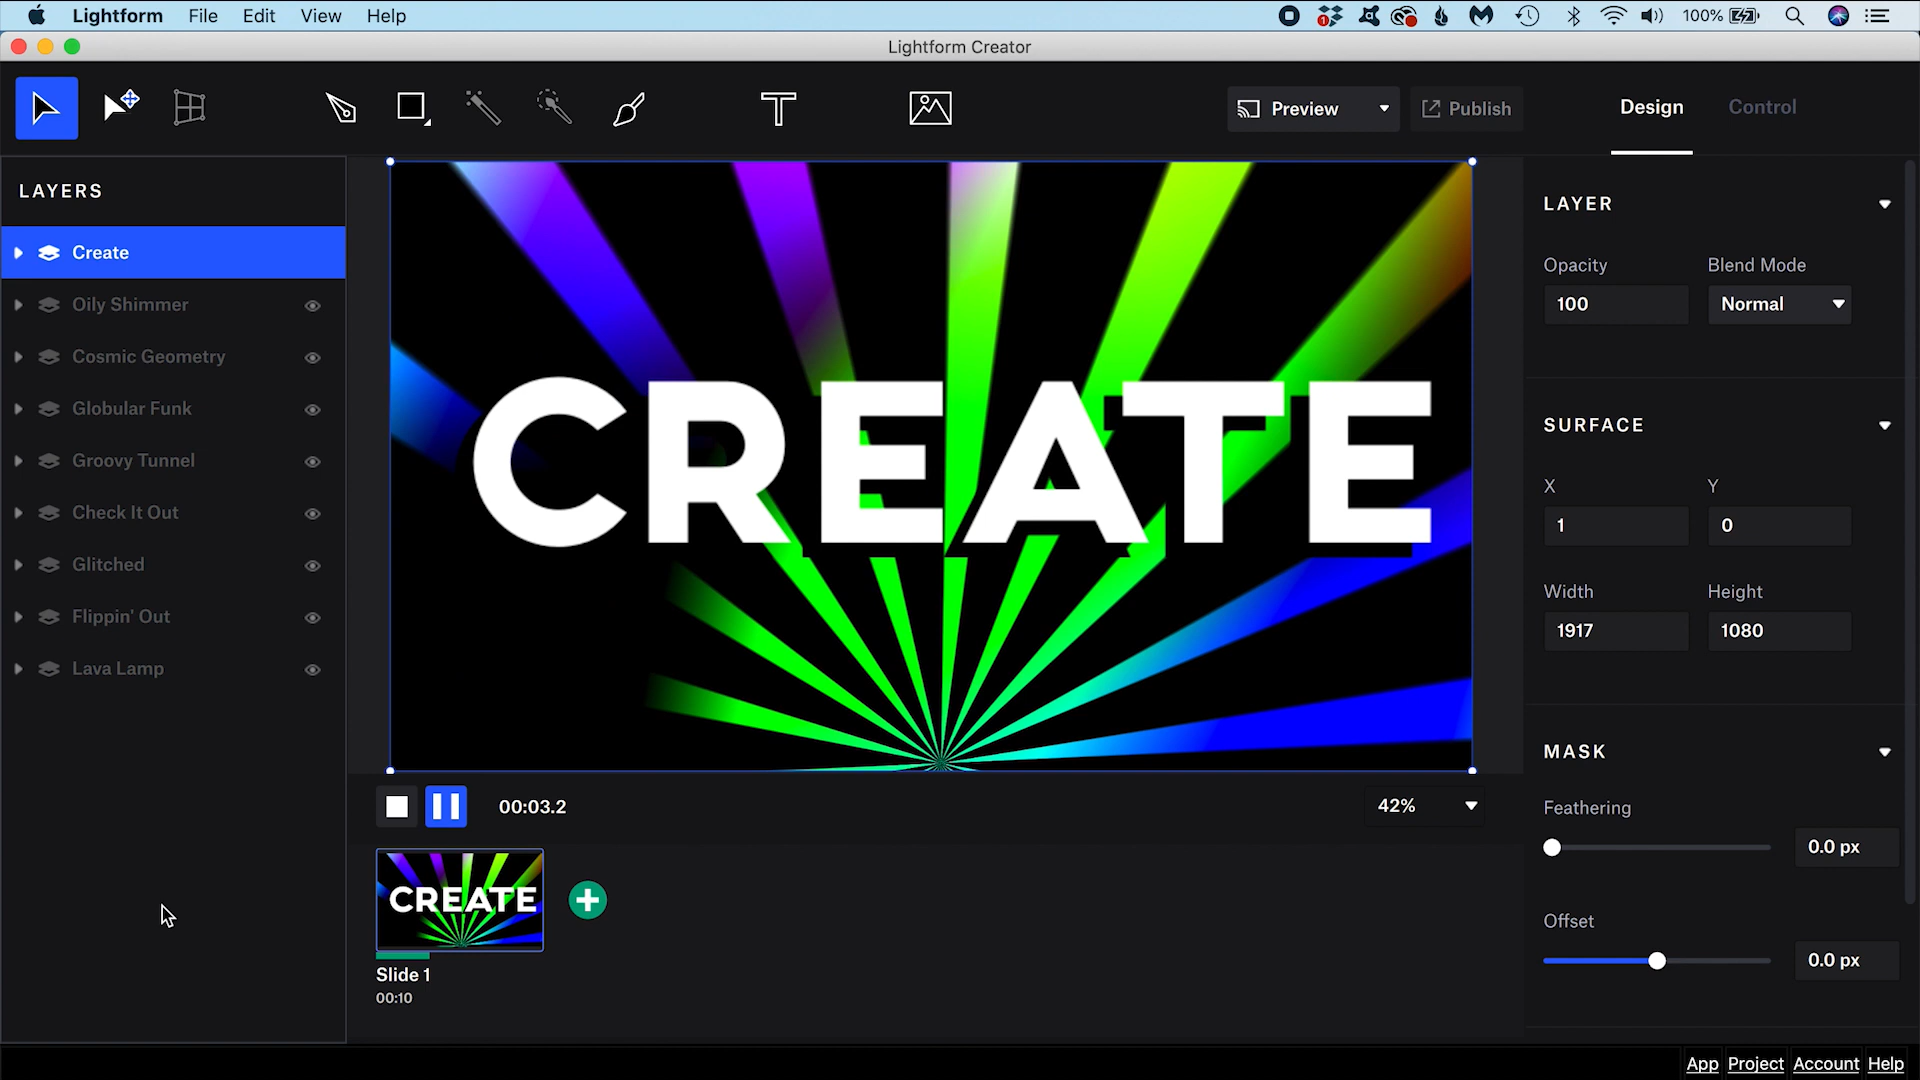 Lightform File Edit View Help 1 100%
Lightform Creator
Preview Publish Design Control
LAYERS
Create
Oily Shimmer
Cosmic Geometry
Globular Funk
Groovy Tunnel
Check It Out
Glitched
Flippin' Out
Lava Lamp
CREATE
00:03.2
42%
CREATE
Slide 1
00:10
LAYER
Opacity Blend Mode
100 Normal
SURFACE
X Y
1 0
Width Height
1917 1080
MASK
Feathering
0.0 px
Offset
0.0 px
App Project Account Help